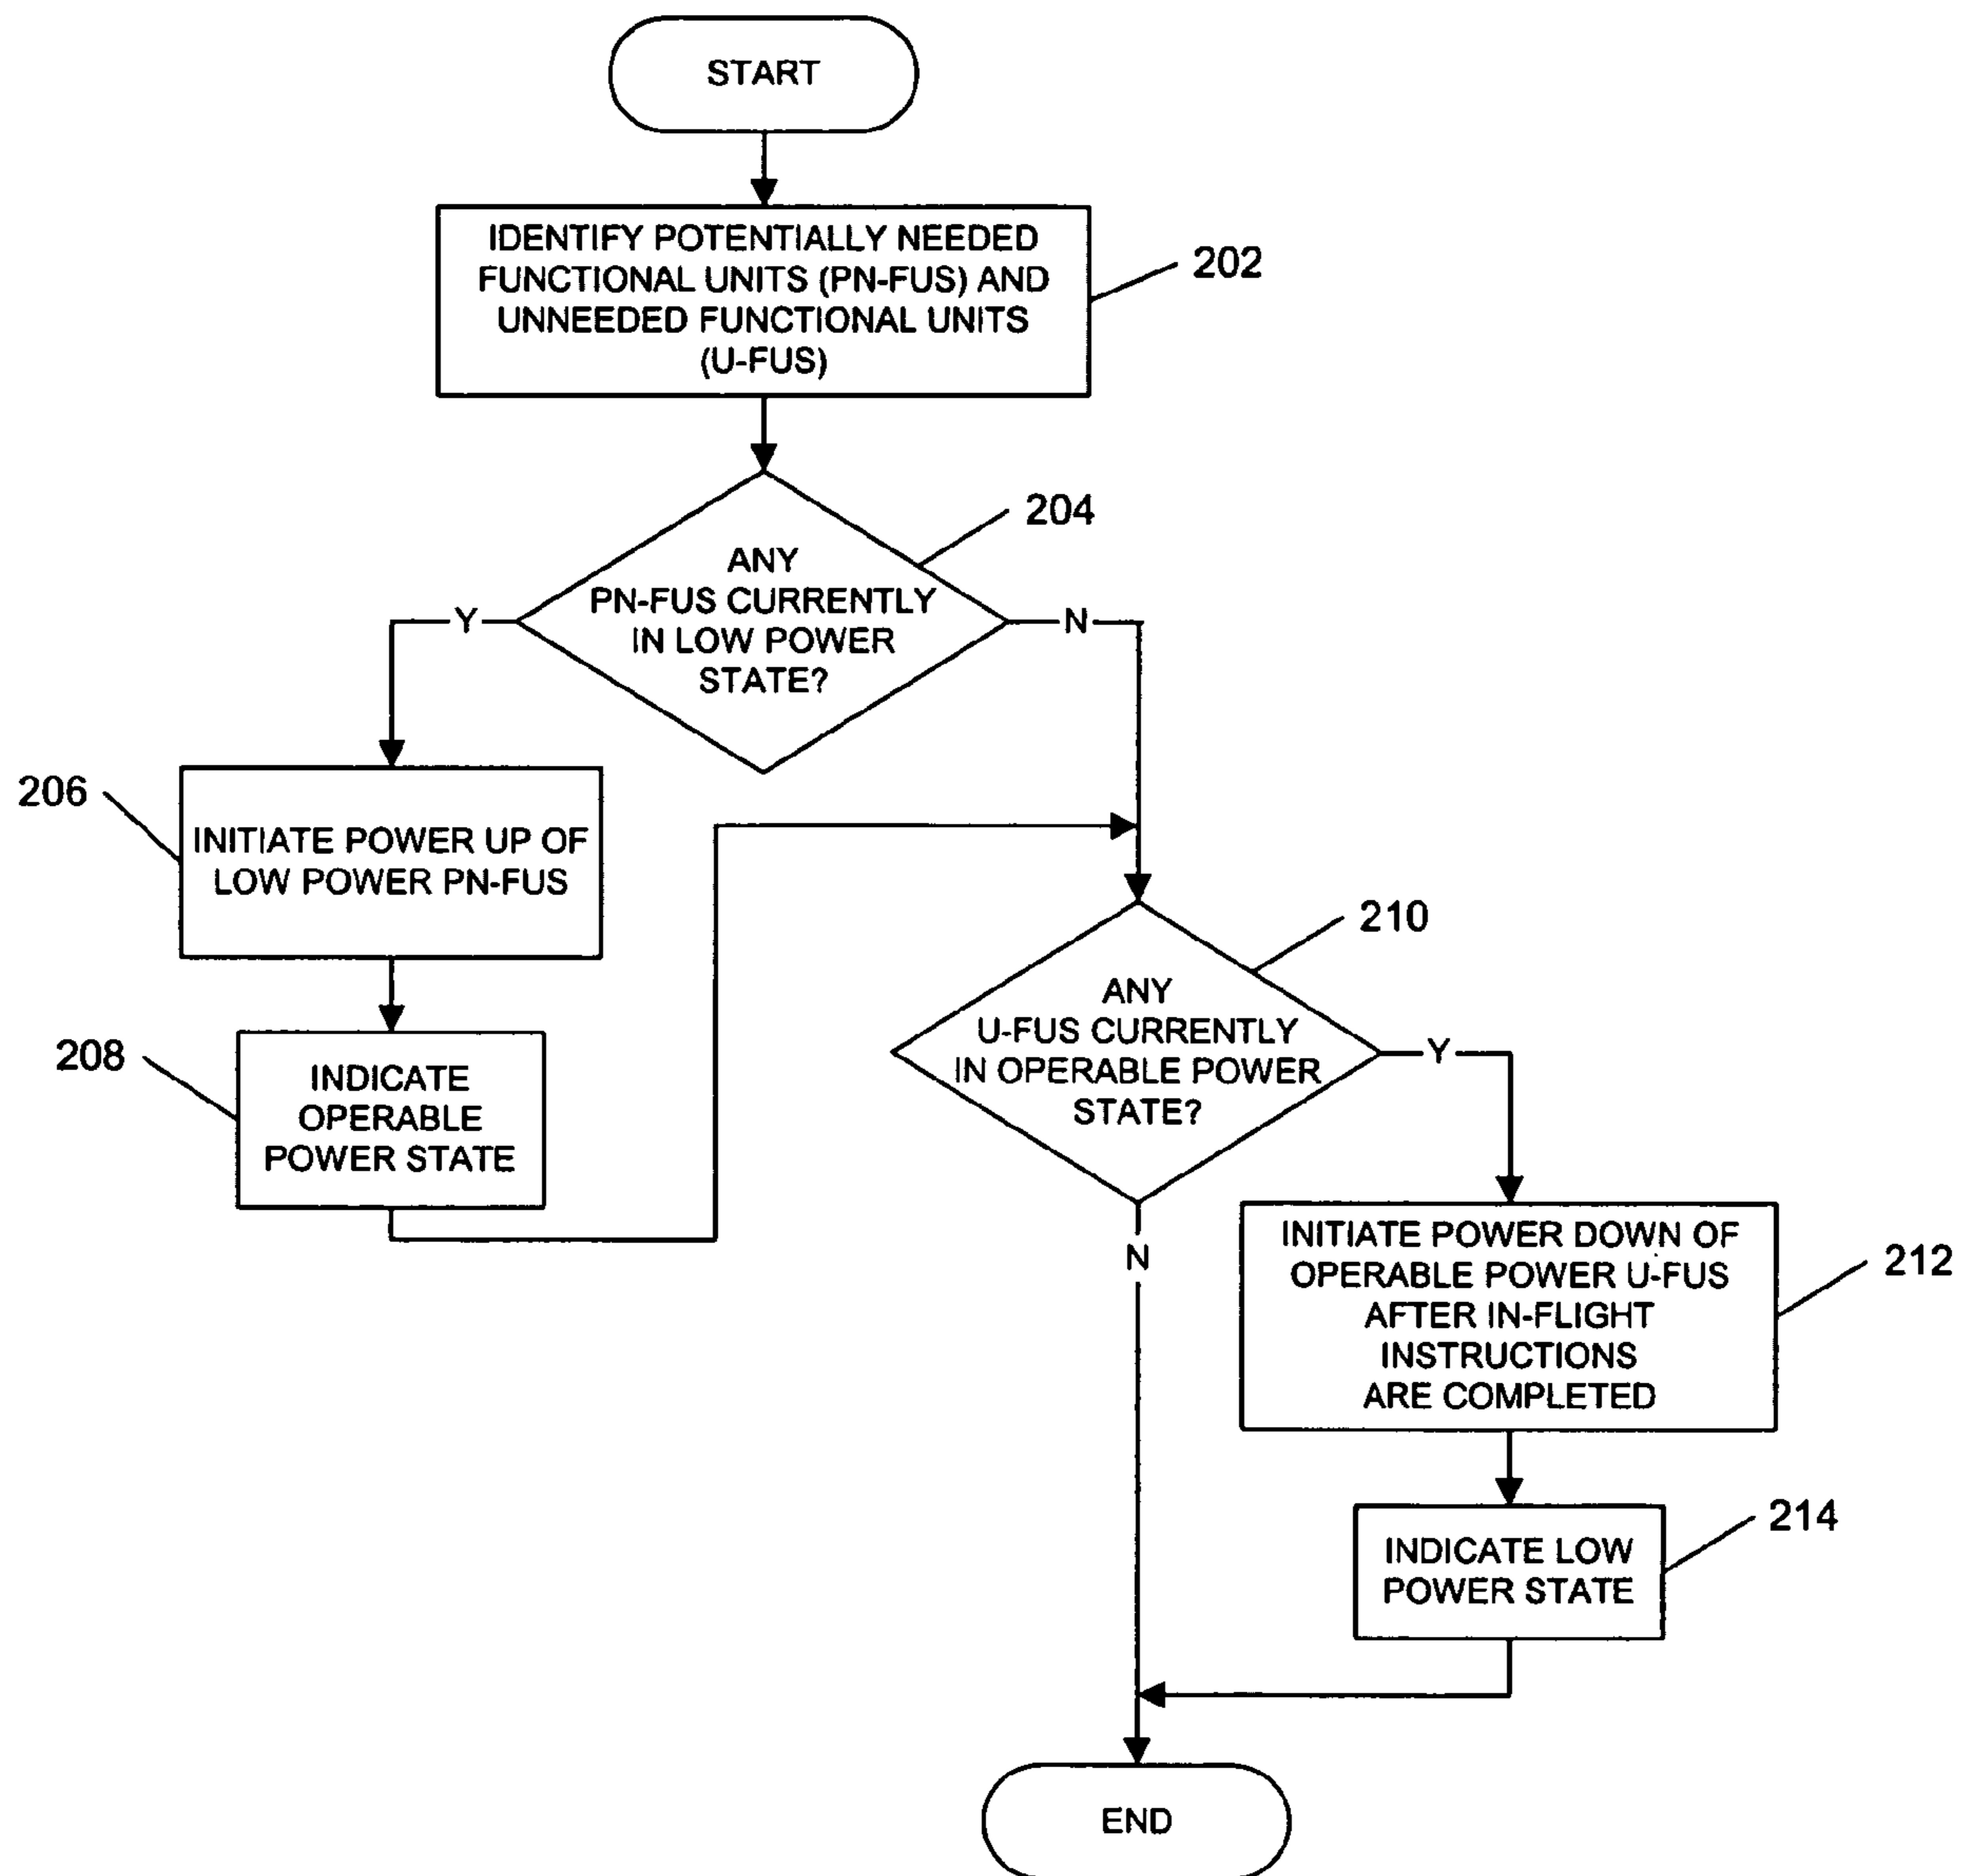 START
IDENTIFY POTENTIALLY NEEDED
FUNCTIONAL UNITS (PN-FUS) AND
UNNEEDED FUNCTIONAL UNITS
(U-FUS)
202
204
ANY
PN-FUS CURRENTLY
IN LOW POWER
STATE?
Y
N
206
INITIATE POWER UP OF
LOW POWER PN-FUS
208
INDICATE
OPERABLE
POWER STATE
210
ANY
U-FUS CURRENTLY
IN OPERABLE POWER
STATE?
Y
N
INITIATE POWER DOWN OF
OPERABLE POWER U-FUS
AFTER IN-FLIGHT
INSTRUCTIONS
ARE COMPLETED
212
214
INDICATE LOW
POWER STATE
END